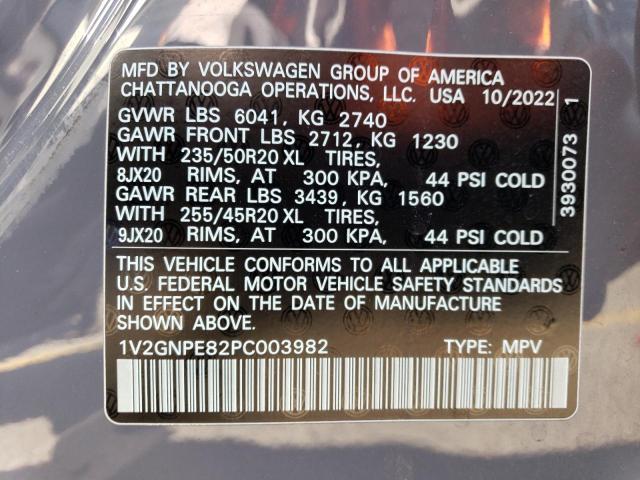 MFD BY VOLKSWAGEN GROUP OF AMERICA
CHATTANOOGA OPERATIONS, LLC. USA 10/2022
GVWR LBS 6041, KG 2740
GAWR FRONT LBS 2712, KG 1230
WITH 235/50R20 XL TIRES,
8JX20 RIMS, AT 300 KPA, 44 PSI COLD
GAWR REAR LBS 3439, KG 1560
WITH 255/45R20 XL TIRES,
9JX20 RIMS, AT 300 KPA, 44 PSI COLD
THIS VEHICLE CONFORMS TO ALL APPLICABLE
U.S. FEDERAL MOTOR VEHICLE SAFETY STANDARDS
IN EFFECT ON THE DATE OF MANUFACTURE
SHOWN ABOVE.
1V2GNPE82PC003982 TYPE: MPV
3930073 1